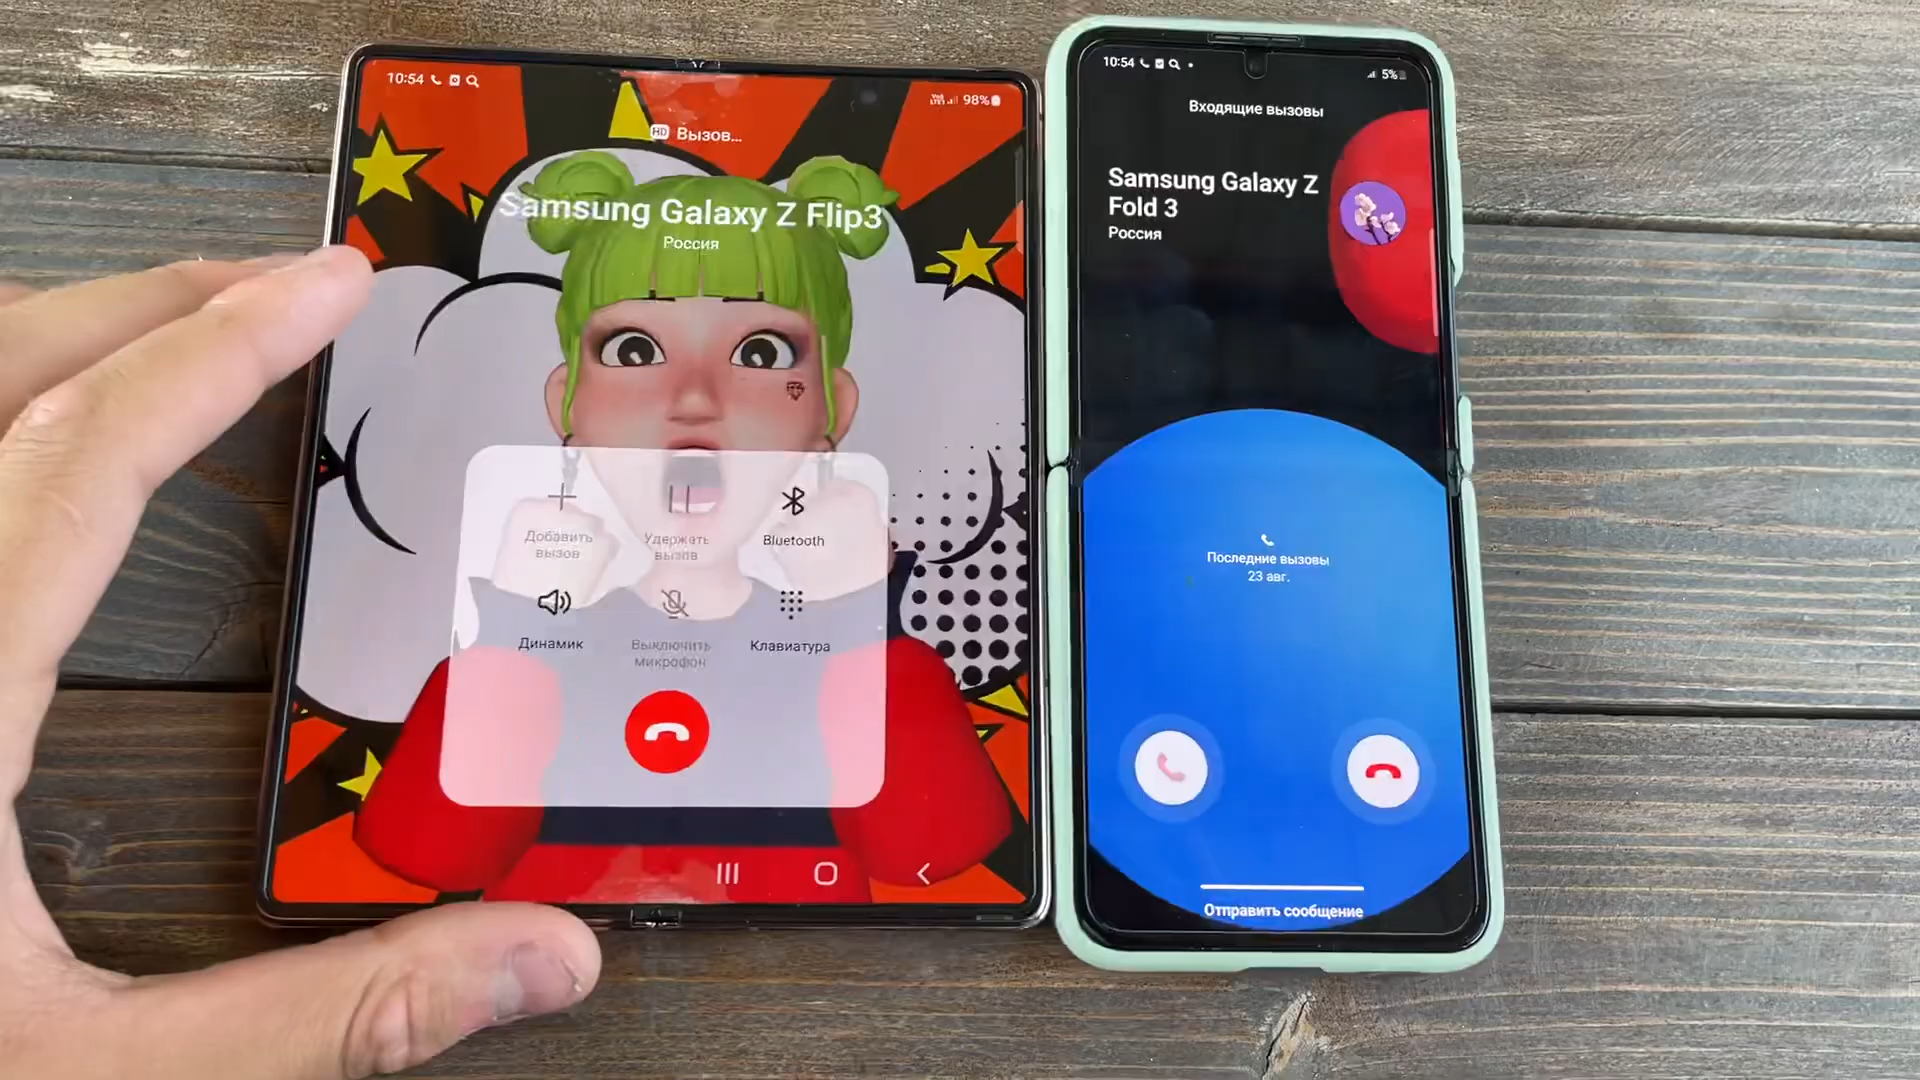 10:54
98%
HD Вызов...
Samsung Galaxy Z Flip3
Россия
Добавить
вызов
Удержать
вызов
Bluetooth
Динамик
Выключить
микрофон
Клавиатура
10:54
5%
Входящие вызовы
Samsung Galaxy Z
Fold 3
Россия
Последние вызовы
23 авг.
Отправить сообщение